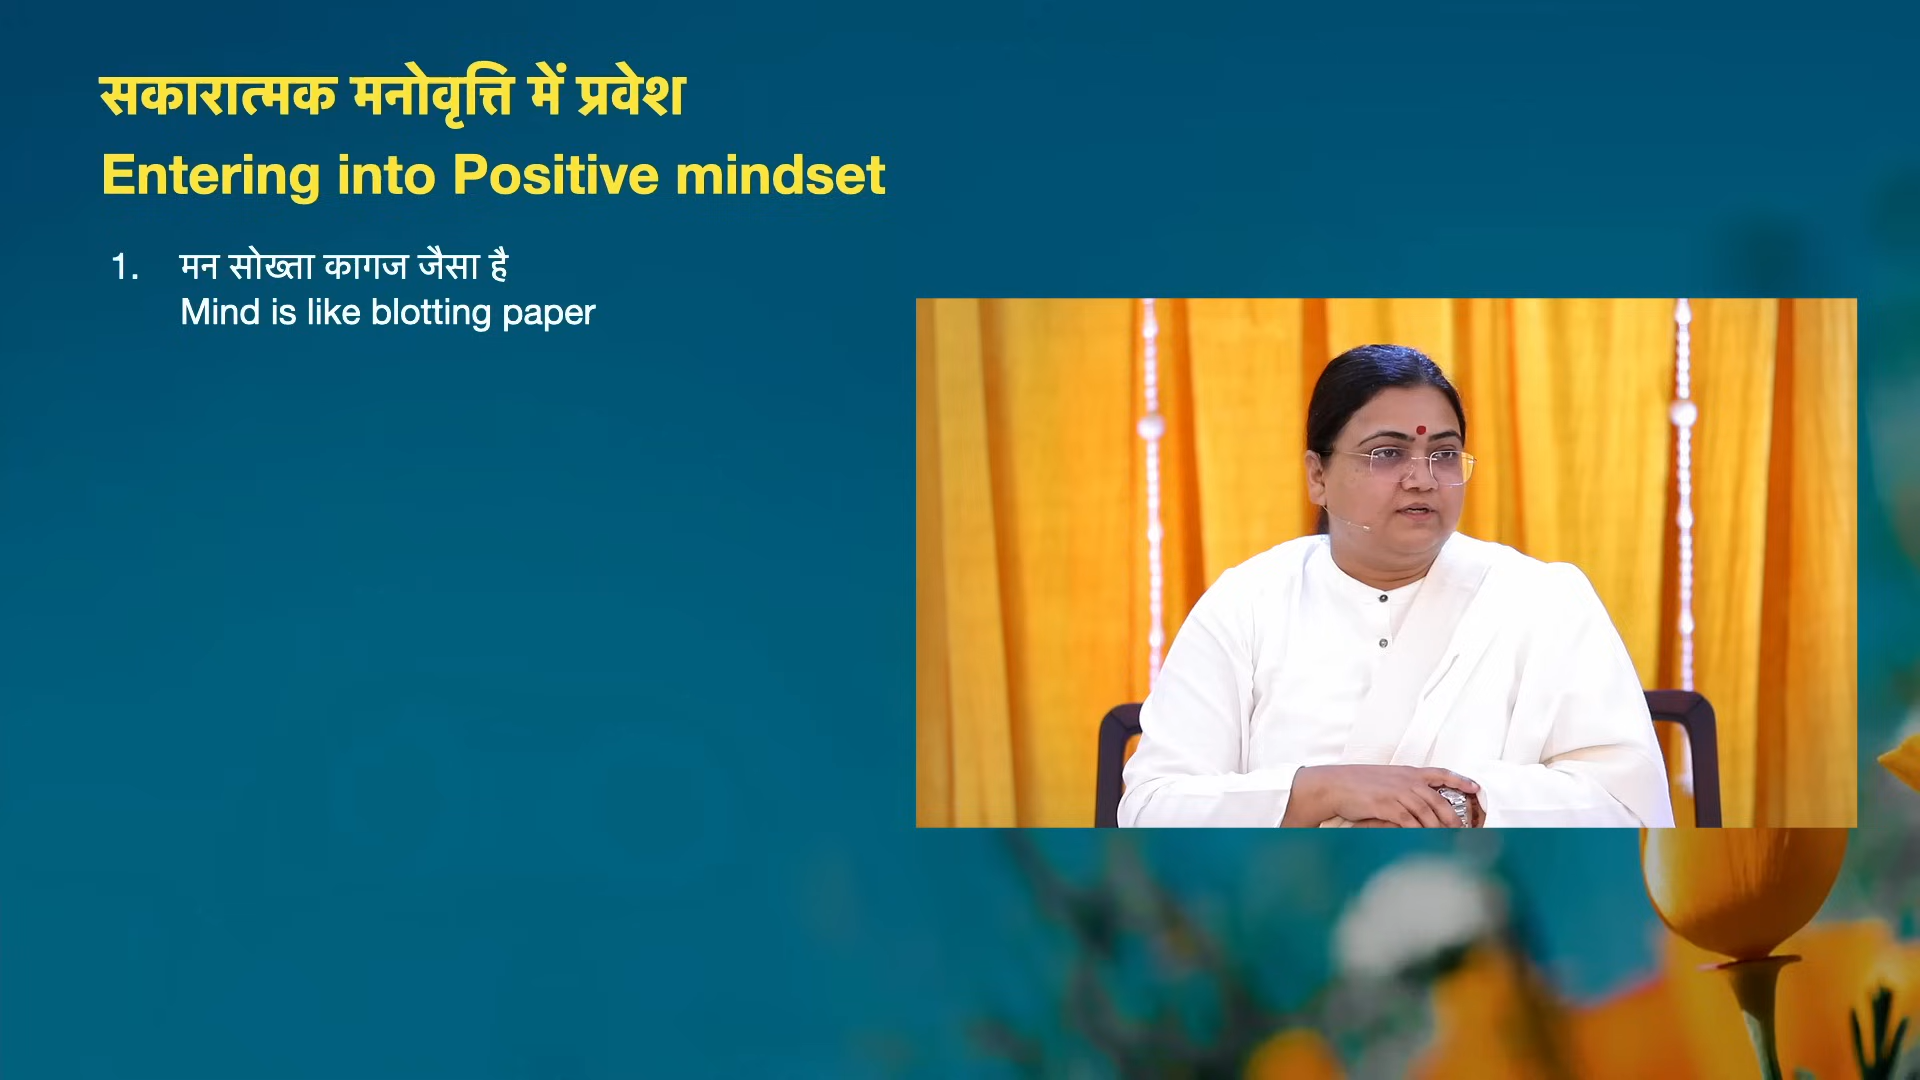 सकारात्मक मनोवृत्ति में प्रवेश
Entering into Positive mindset
1. मन सोख्ता कागज जैसा है
Mind is like blotting paper